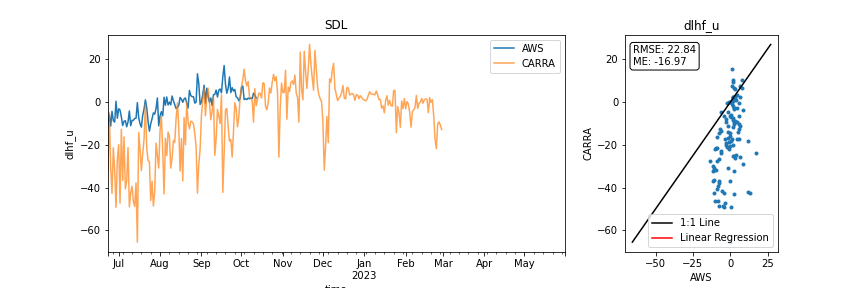 SDL
dlhf_u
20
0
−20
−40
−60
dlhf_u
AWS
CARRA
Jul
Aug
Sep
Oct
Nov
Dec
Jan
2023
Feb
Mar
Apr
May
time
dlhf_u
RMSE: 22.84
ME: -16.97
CARRA
20
0
−20
−40
−60
1:1 Line
Linear Regression
−50
−25
0
25
AWS